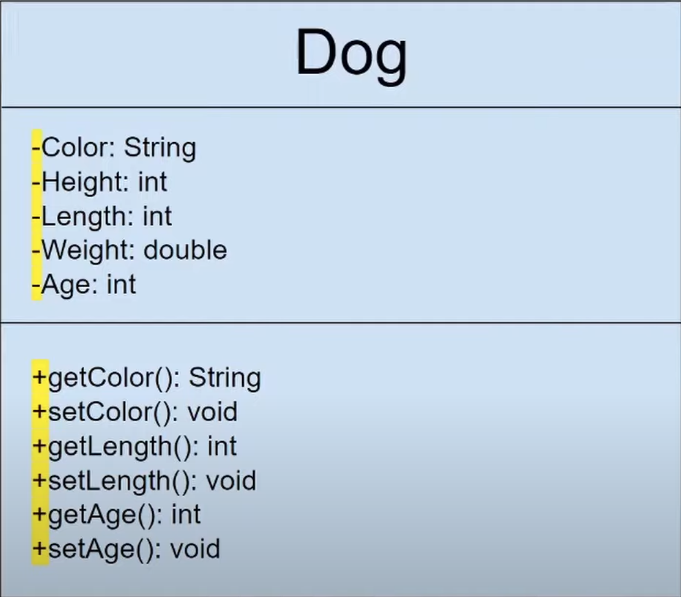 Dog
-Color: String
-Height: int
-Length: int
-Weight: double
-Age: int
+getColor(): String
+setColor(): void
+getLength(): int
+setLength(): void
+getAge(): int
+setAge(): void